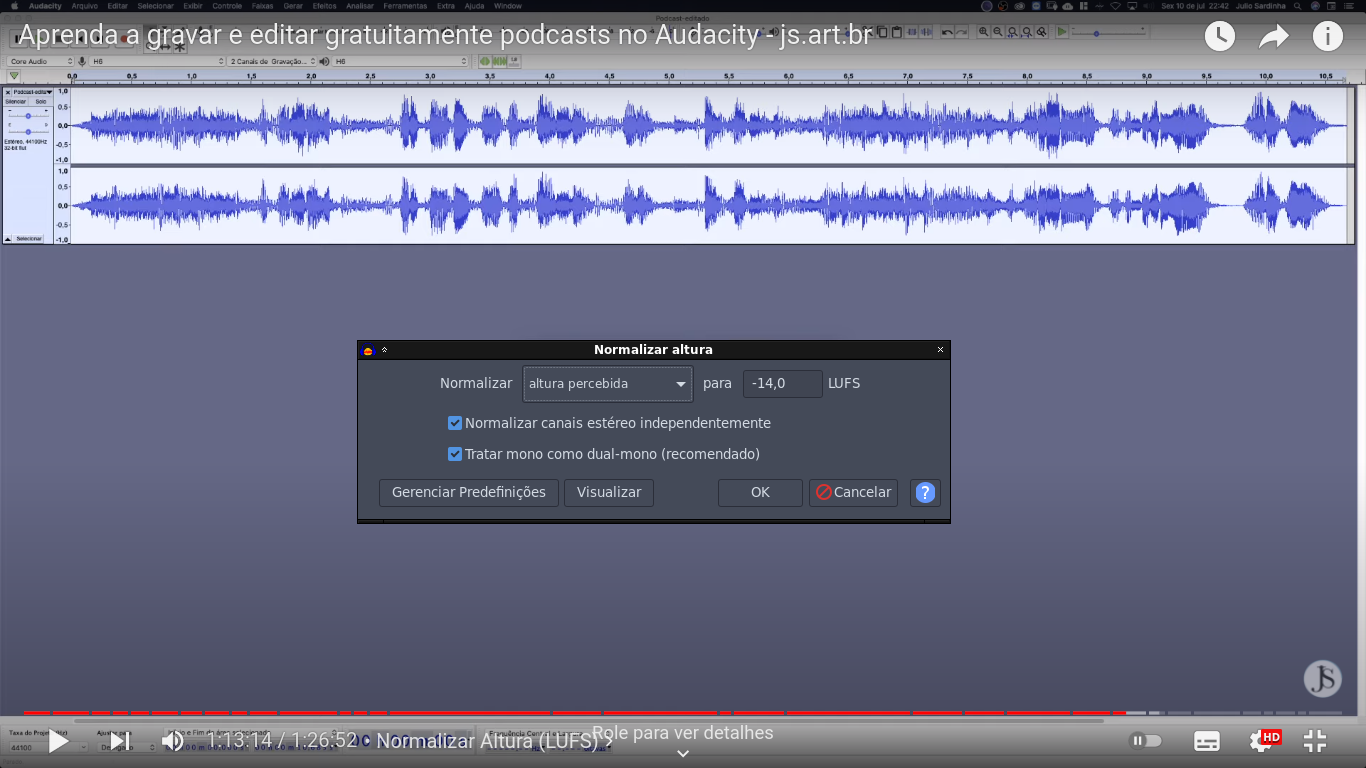 Audacity Arquivo Editar Selecionar Exibir Controle Faixas Gerar Efeitos Analisar Ferramentas Extra Ajuda Window Sex 10 de jul 22:42 Julio Sardinha
Podcast-editado
Aprenda a gravar e editar gratuitamente podcasts no Audacity - js.art.br
Core Audio H6 2 Canais de Gravação... H6
0,0 0,5 1,0 1,5 2,0 2,5 3,0 3,5 4,0 4,5 5,0 5,5 6,0 6,5 7,0 7,5 8,0 8,5 9,0 9,5 10,0 10,5
Podcast-edita
Silenciar Solo
Estéreo, 44100Hz
32-bit flut
1,0
0,5
0,0
-0,5
-1,0
1,0
0,5
0,0
-0,5
-1,0
Selecionar
Normalizar altura
Normalizar altura percebida para -14,0 LUFS
Normalizar canais estéreo independentemente
Tratar mono como dual-mono (recomendado)
Gerenciar Predefinições Visualizar OK Cancelar ?
JS
Role para ver detalhes
1:13:14 / 1:26:52 • Normalizar Altura (LUFS)
HD
44100